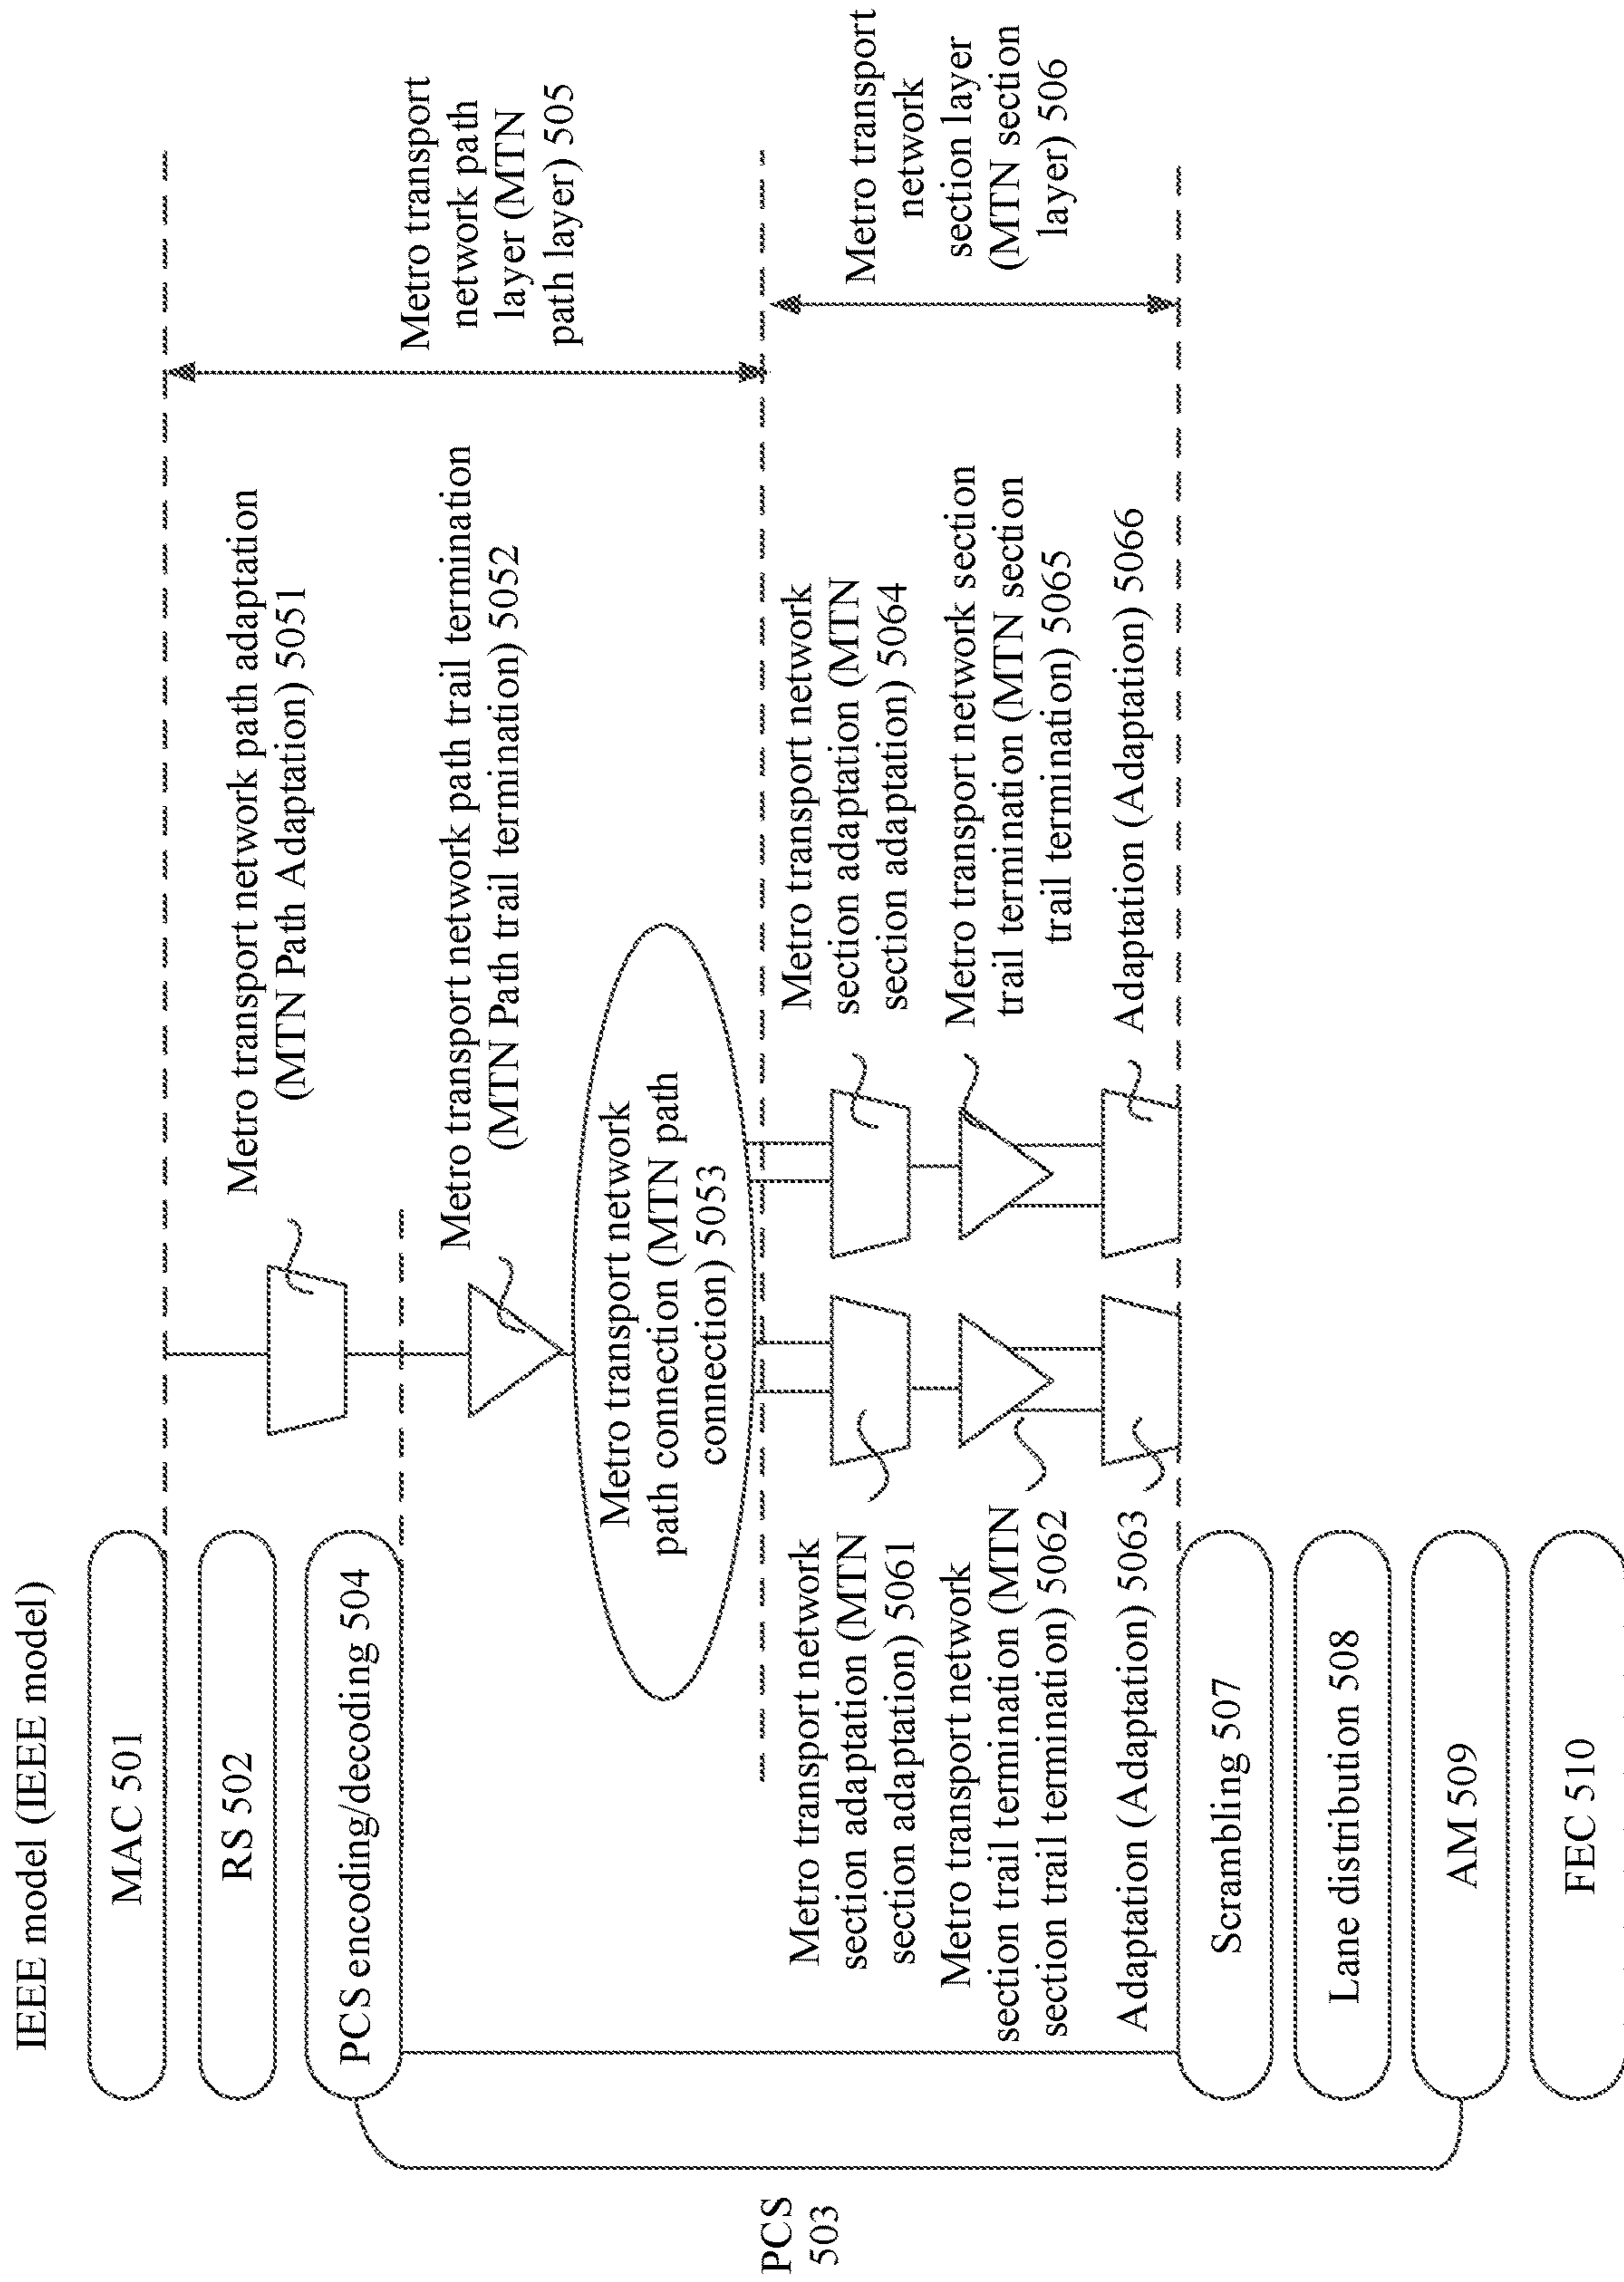 IEEE model (IEEE model)
MAC 501
RS 502
PCS encoding/decoding 504
PCS
503
Metro transport network path adaptation
(MTN Path Adaptation) 5051
Metro transport network path trail termination
(MTN Path trail termination) 5052
Metro transport network
path connection (MTN path
connection) 5053
Metro transport
network path
layer (MTN
path layer) 505
Metro transport network
section adaptation (MTN
section adaptation) 5061
Metro transport network
section trail termination (MTN
section trail termination) 5062
Adaptation (Adaptation) 5063
Metro transport network
section adaptation (MTN
section adaptation) 5064
Metro transport network section
trail termination (MTN section
trail termination) 5065
Adaptation (Adaptation) 5066
Metro transport
network
section layer
(MTN section
layer) 506
Scrambling 507
Lane distribution 508
AM 509
FEC 510